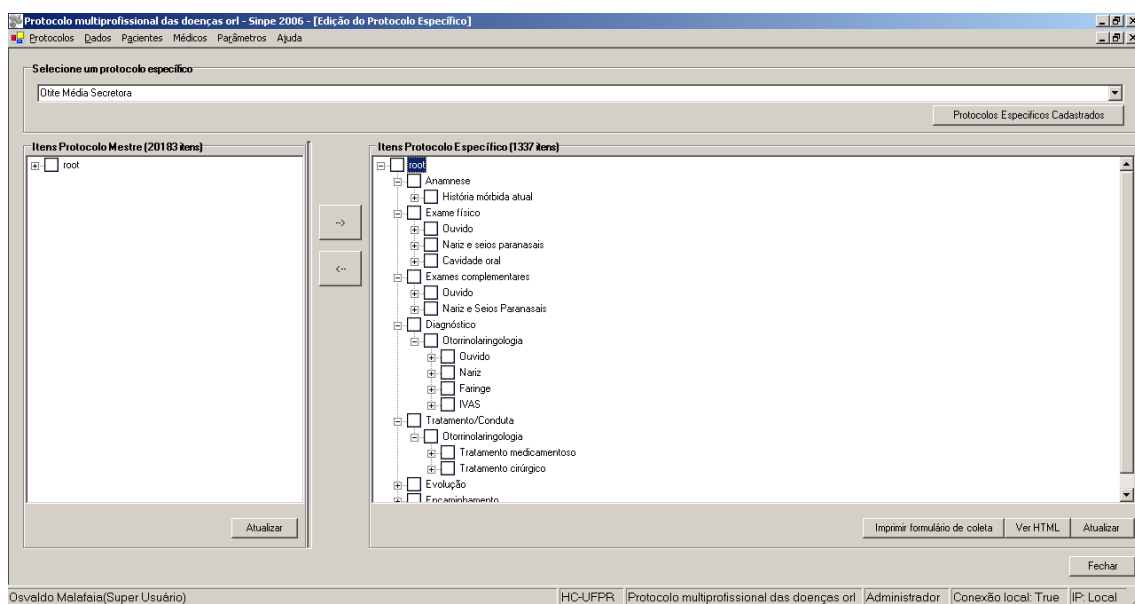 Protocolo multiprofissional das doenças orl - Sinpe 2006 - [Edição do Protocolo Específico]
Protocolos Dados Pacientes Médicos Parâmetros Ajuda
Selecione um protocolo específico
Otite Média Secretora
Protocolos Especificos Cadastrados
Itens Protocolo Mestre (20183 itens)
root
Atualizar
-->
<--
Itens Protocolo Específico (1337 itens)
root
Anamnese
História mórbida atual
Exame físico
Ouvido
Nariz e seios paranasais
Cavidade oral
Exames complementares
Ouvido
Nariz e Seios Paranasais
Diagnóstico
Otorrinolaringologia
Ouvido
Nariz
Faringe
IVAS
Tratamento/Conduta
Otorrinolaringologia
Tratamento medicamentoso
Tratamento cirúrgico
Evolução
Encaminhamento
Imprimir formulário de coleta Ver HTML Atualizar
Fechar
Osvaldo Malafaia(Super Usuário) HC-UFPR Protocolo multiprofissional das doenças orl Administrador Conexão local: True IP: Local